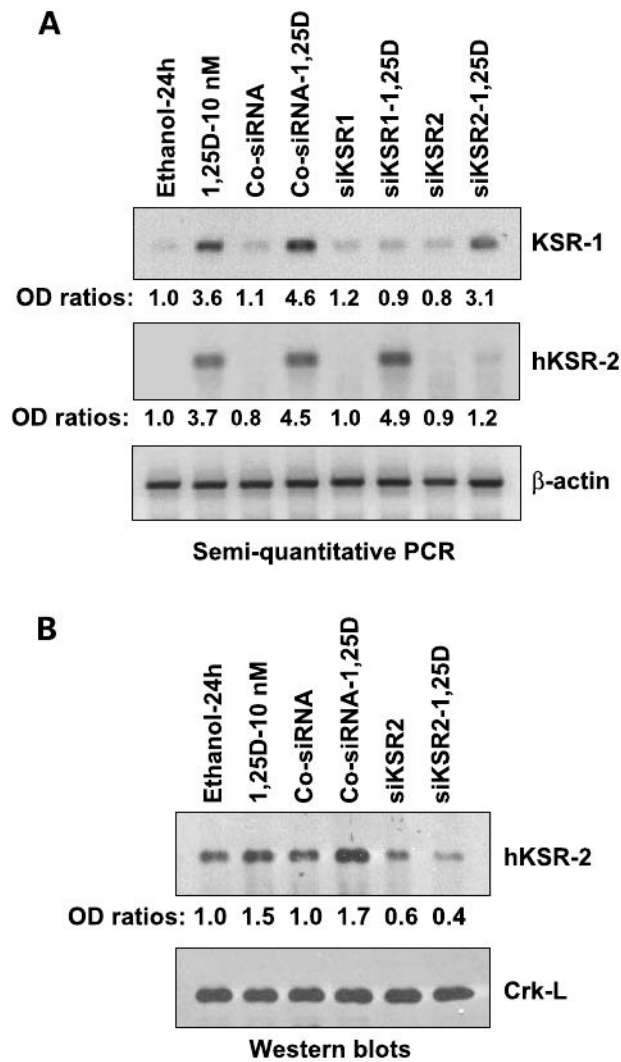 A
Ethanol-24h
1,25D-10 nM
Co-siRNA
Co-siRNA-1,25D
siKSR1
siKSR1-1,25D
siKSR2
siKSR2-1,25D
KSR-1
OD ratios: 1.0 3.6 1.1 4.6 1.2 0.9 0.8 3.1
hKSR-2
OD ratios: 1.0 3.7 0.8 4.5 1.0 4.9 0.9 1.2
β-actin
Semi-quantitative PCR
B
Ethanol-24h
1,25D-10 nM
Co-siRNA
Co-siRNA-1,25D
siKSR2
siKSR2-1,25D
hKSR-2
OD ratios: 1.0 1.5 1.0 1.7 0.6 0.4
Crk-L
Western blots